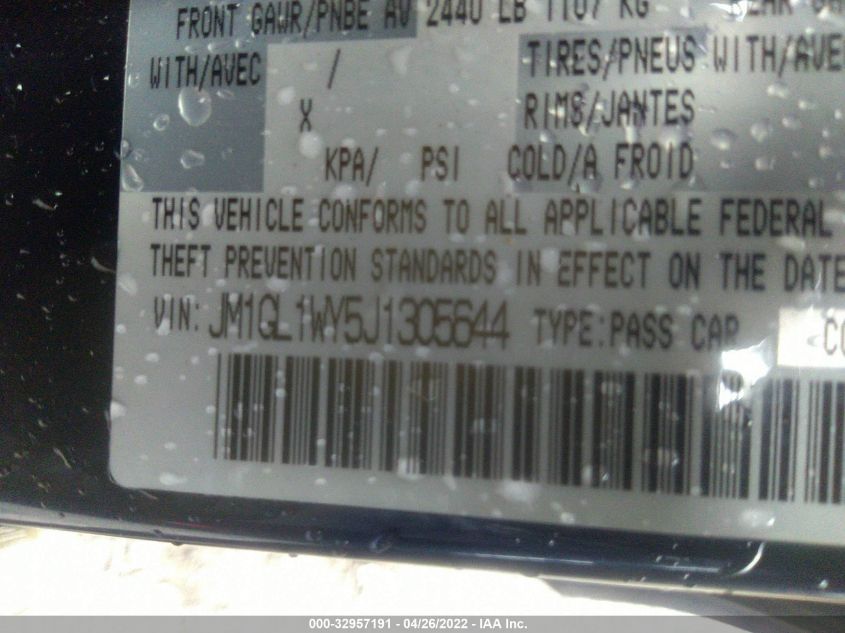 FRONT GAWR/PNBE AV 2440 LB 1107 KG
WITH/AVEC / TIRES/PNEUS WITH/AVEC
X RIMS/JANTES
KPA/ PSI COLD/A FROID
THIS VEHICLE CONFORMS TO ALL APPLICABLE FEDERAL
THEFT PREVENTION STANDARDS IN EFFECT ON THE DATE
VIN: JM1GL1WY5J1305644 TYPE:PASS CAR
000-32957191 - 04/26/2022 - IAA Inc.